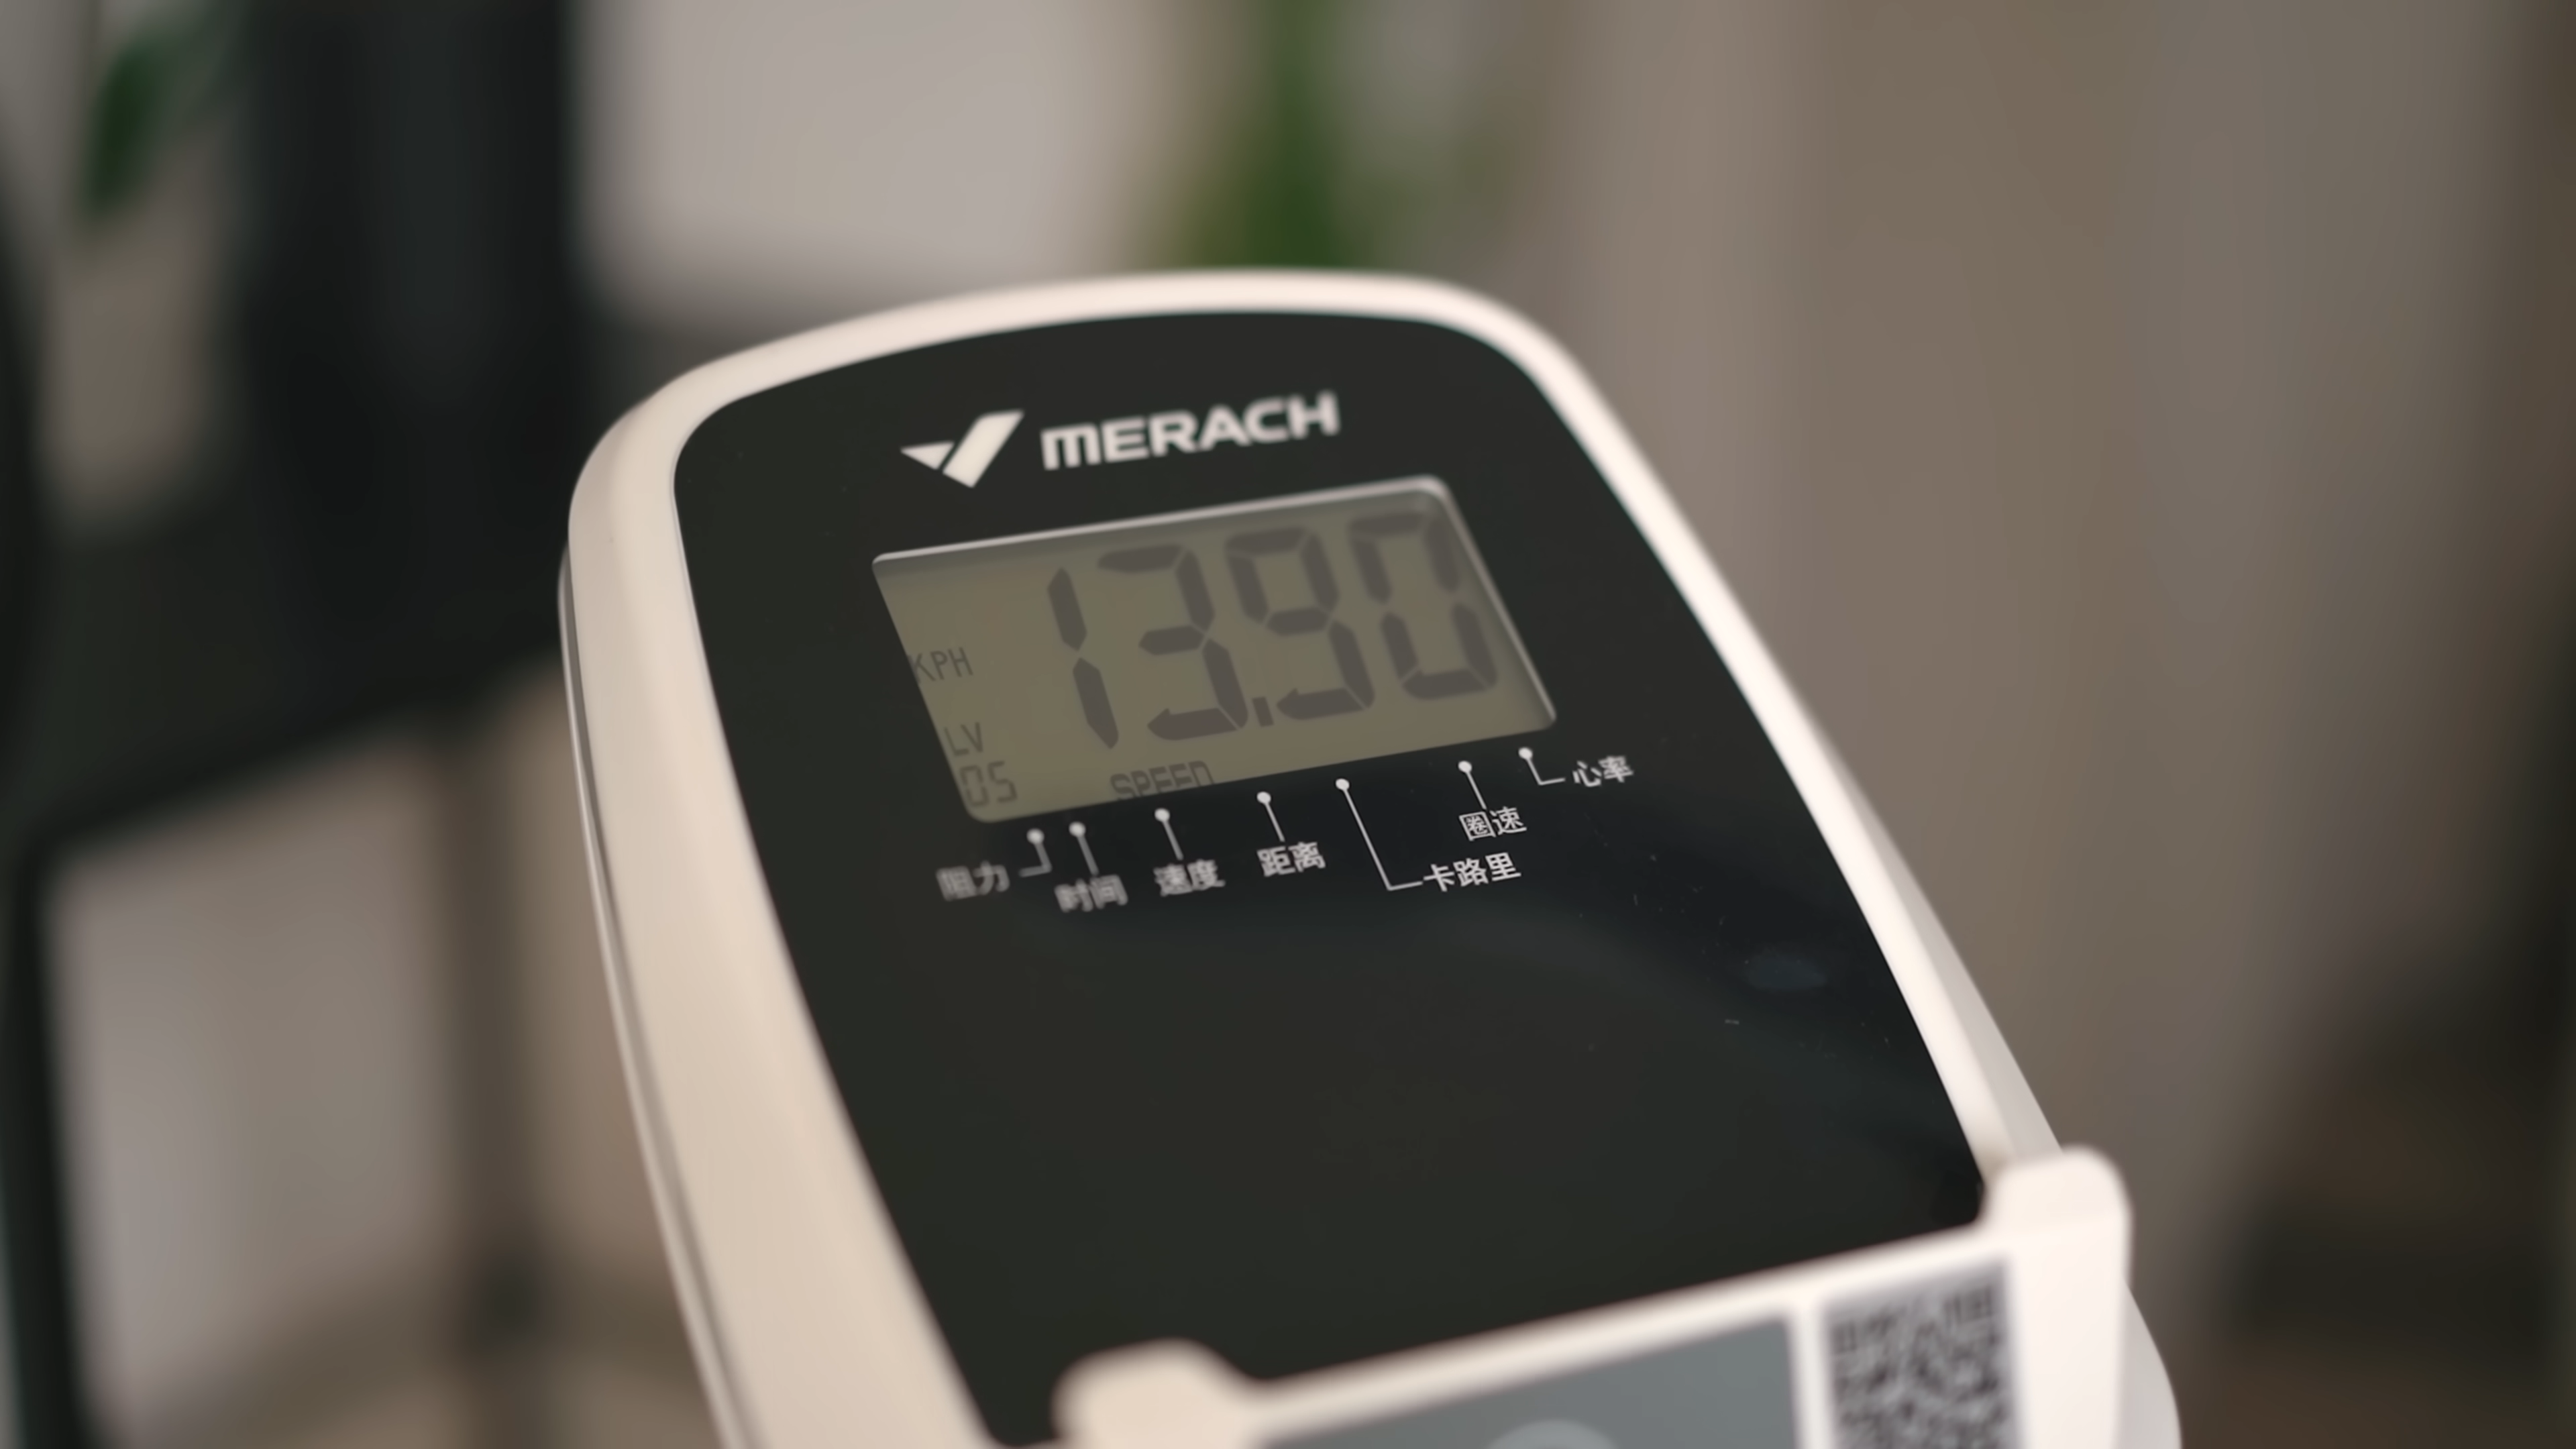 MERACH
13.90
KPH
LV
05
SPEED
心率
圈速
阻力 时间 速度 距离 卡路里